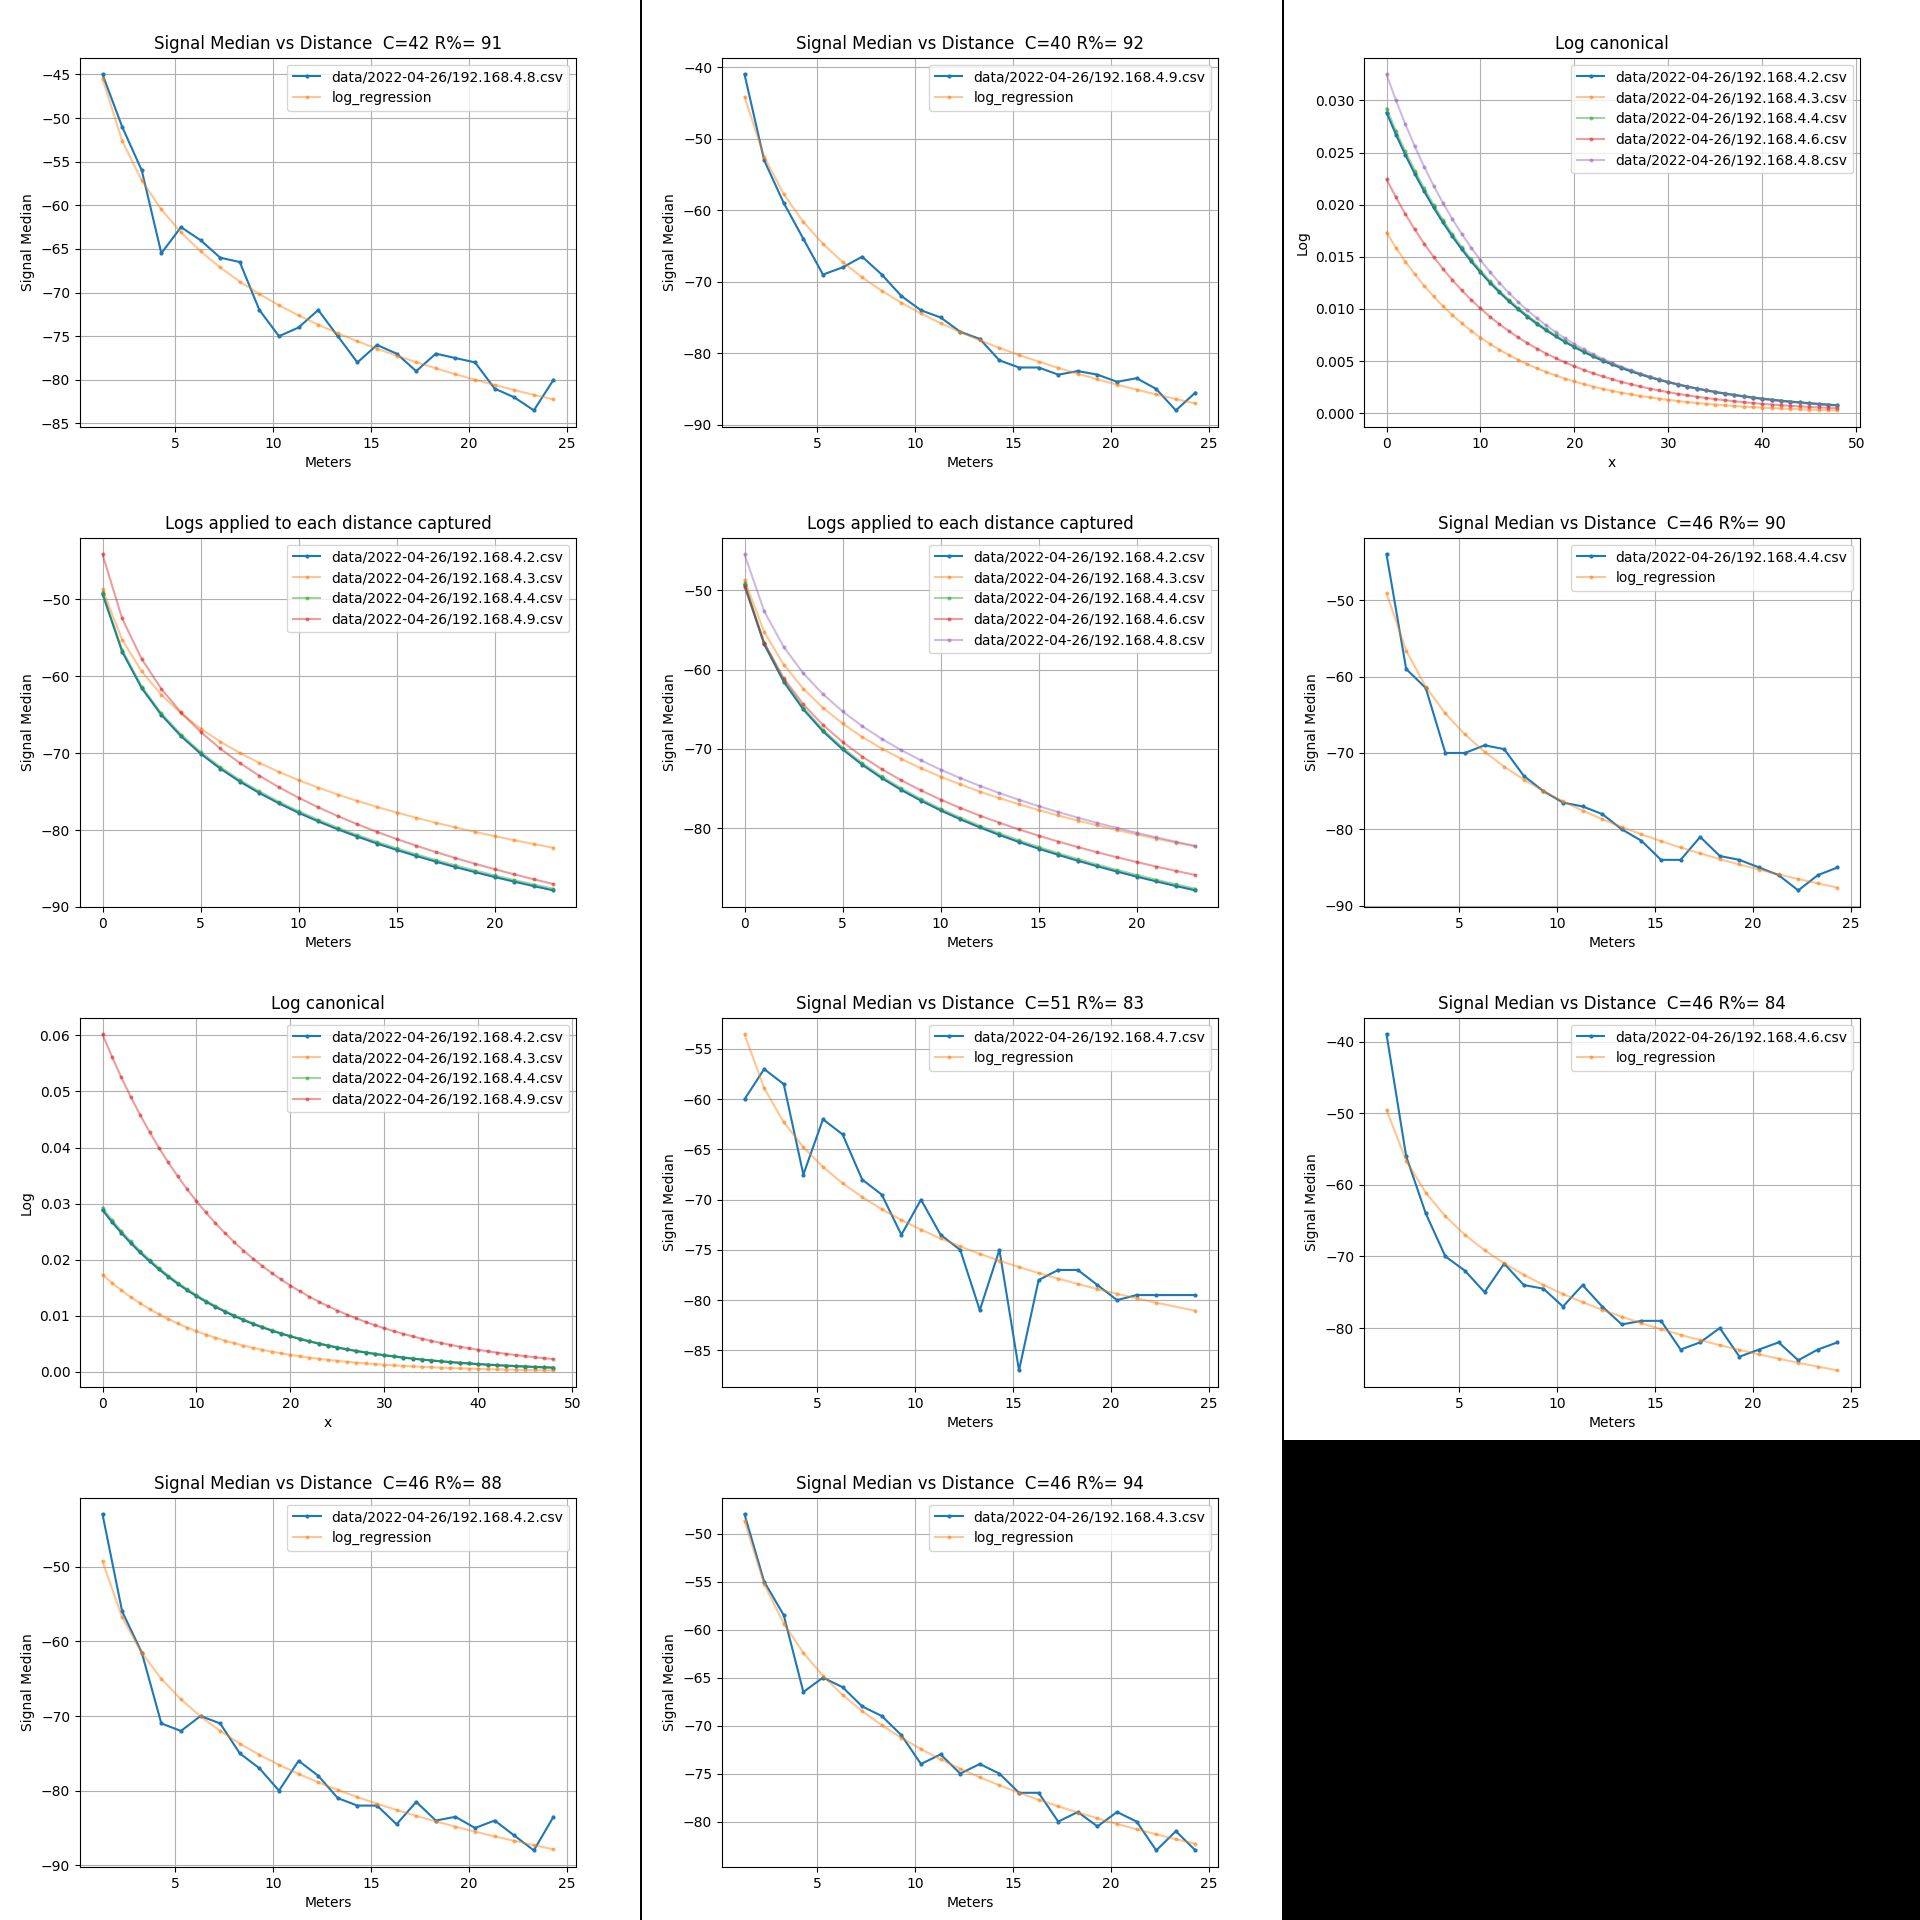 Signal Median vs Distance  C=42 R%= 91
data/2022-04-26/192.168.4.8.csv
log_regression
−45
−50
−55
−60
−65
−70
−75
−80
−85
Signal Median
5 10 15 20 25
Meters
Signal Median vs Distance  C=40 R%= 92
data/2022-04-26/192.168.4.9.csv
log_regression
−40
−50
−60
−70
−80
−90
Signal Median
5 10 15 20 25
Meters
Log canonical
data/2022-04-26/192.168.4.2.csv
data/2022-04-26/192.168.4.3.csv
data/2022-04-26/192.168.4.4.csv
data/2022-04-26/192.168.4.6.csv
data/2022-04-26/192.168.4.8.csv
0.030
0.025
0.020
0.015
0.010
0.005
0.000
Log
0 10 20 30 40 50
x
Logs applied to each distance captured
data/2022-04-26/192.168.4.2.csv
data/2022-04-26/192.168.4.3.csv
data/2022-04-26/192.168.4.4.csv
data/2022-04-26/192.168.4.9.csv
−50
−60
−70
−80
−90
Signal Median
0 5 10 15 20
Meters
Logs applied to each distance captured
data/2022-04-26/192.168.4.2.csv
data/2022-04-26/192.168.4.3.csv
data/2022-04-26/192.168.4.4.csv
data/2022-04-26/192.168.4.6.csv
data/2022-04-26/192.168.4.8.csv
−50
−60
−70
−80
Signal Median
0 5 10 15 20
Meters
Signal Median vs Distance  C=46 R%= 90
data/2022-04-26/192.168.4.4.csv
log_regression
−50
−60
−70
−80
−90
Signal Median
5 10 15 20 25
Meters
Log canonical
data/2022-04-26/192.168.4.2.csv
data/2022-04-26/192.168.4.3.csv
data/2022-04-26/192.168.4.4.csv
data/2022-04-26/192.168.4.9.csv
0.06
0.05
0.04
0.03
0.02
0.01
0.00
Log
0 10 20 30 40 50
x
Signal Median vs Distance  C=51 R%= 83
data/2022-04-26/192.168.4.7.csv
log_regression
−55
−60
−65
−70
−75
−80
−85
Signal Median
5 10 15 20 25
Meters
Signal Median vs Distance  C=46 R%= 84
data/2022-04-26/192.168.4.6.csv
log_regression
−40
−50
−60
−70
−80
Signal Median
5 10 15 20 25
Meters
Signal Median vs Distance  C=46 R%= 88
data/2022-04-26/192.168.4.2.csv
log_regression
−50
−60
−70
−80
−90
Signal Median
5 10 15 20 25
Meters
Signal Median vs Distance  C=46 R%= 94
data/2022-04-26/192.168.4.3.csv
log_regression
−50
−55
−60
−65
−70
−75
−80
Signal Median
5 10 15 20 25
Meters